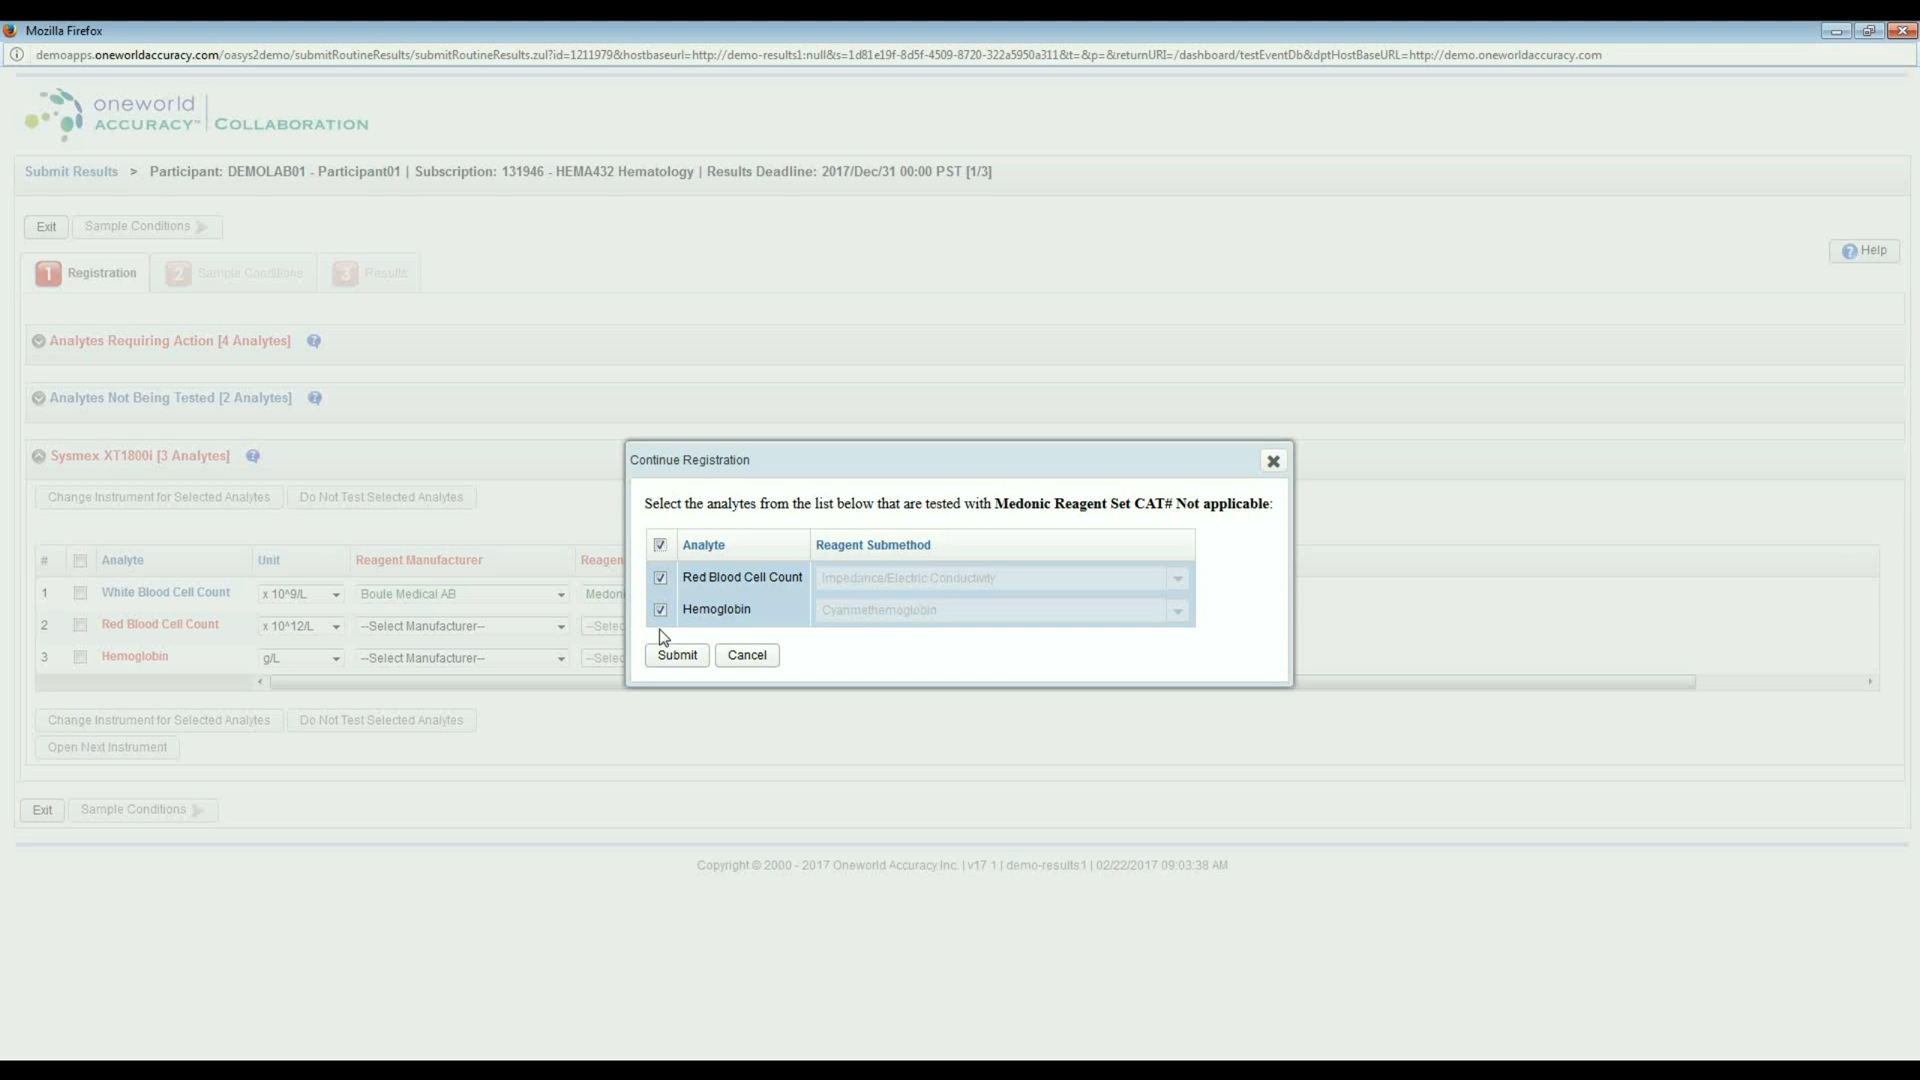 Mozilla Firefox
demoapps.oneworldaccuracy.com/oasys2demo/submitRoutineResults/submitRoutineResults.zul?id=1211979&hostbaseurl=http://demo-results1:null&s=1d81e19f-8d5f-4509-8720-322a5950a311&t=&p=&returnURI=/dashboard/testEventDb&dptHostBaseURL=http://demo.oneworldaccuracy.com
oneworld
ACCURACY™ COLLABORATION
Submit Results > Participant: DEMOLAB01 - Participant01 | Subscription: 131946 - HEMA432 Hematology | Results Deadline: 2017/Dec/31 00:00 PST [1/3]
Exit Sample Conditions
Help
1 Registration 2 Sample Conditions 3 Results
Analytes Requiring Action [4 Analytes]
Analytes Not Being Tested [2 Analytes]
Sysmex XT1800i [3 Analytes]
Change Instrument for Selected Analytes Do Not Test Selected Analytes
# Analyte Unit Reagent Manufacturer Reagen
1 White Blood Cell Count x 10^9/L Boule Medical AB Medon
2 Red Blood Cell Count x 10^12/L --Select Manufacturer-- --Selec
3 Hemoglobin g/L --Select Manufacturer-- --Selec
Change Instrument for Selected Analytes Do Not Test Selected Analytes
Open Next Instrument
Exit Sample Conditions
Continue Registration
Select the analytes from the list below that are tested with Medonic Reagent Set CAT# Not applicable:
Analyte Reagent Submethod
Red Blood Cell Count Impedance/Electric Conductivity
Hemoglobin Cyanmethemoglobin
Submit Cancel
Copyright © 2000 - 2017 Oneworld Accuracy Inc. | v17.1 | demo-results1 | 02/22/2017 09:03:38 AM